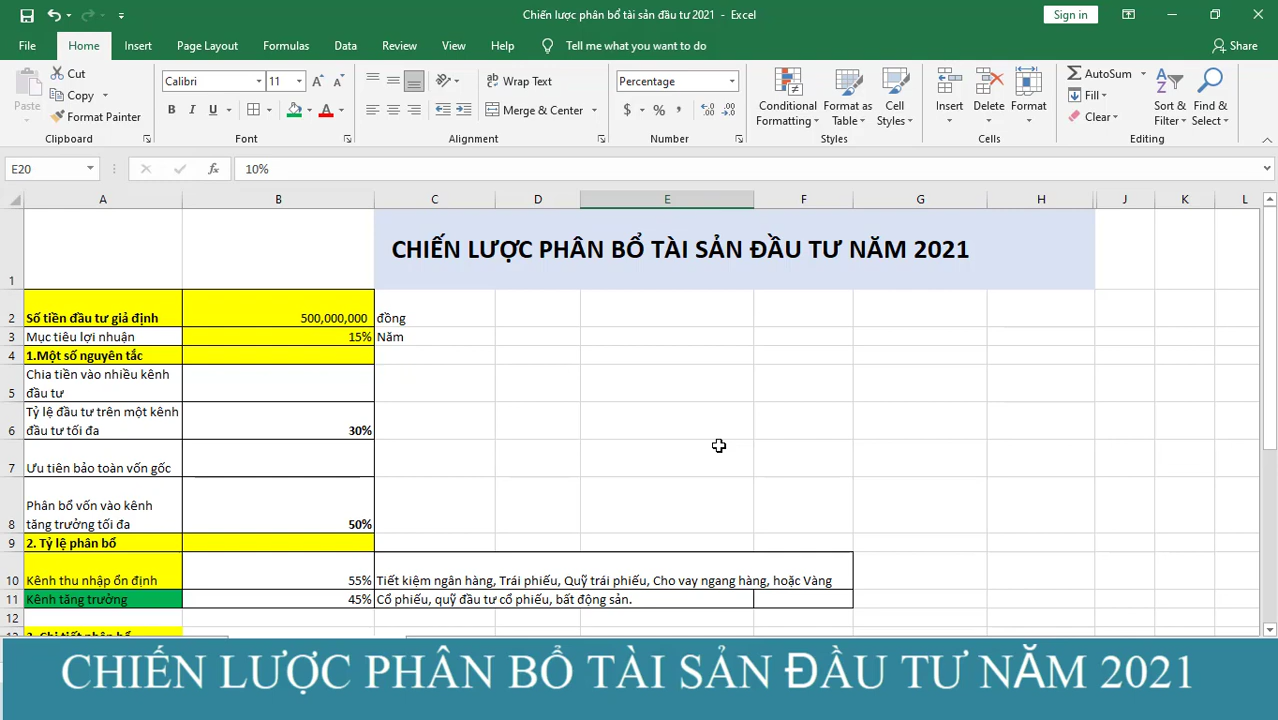 Chiến lược phân bổ tài sản đầu tư 2021 - Excel
Sign in
File Home Insert Page Layout Formulas Data Review View Help Tell me what you want to do Share
Paste
Cut
Copy
Format Painter
Clipboard
Calibri 11
B I U
Font
Wrap Text
Merge & Center
Alignment
Percentage
$ % ,
Number
Conditional Formatting
Format as Table
Cell Styles
Styles
Insert
Delete
Format
Cells
AutoSum
Fill
Clear
Sort & Filter
Find & Select
Editing
E20 fx 10%
A B C D E F G H J K L
1 CHIẾN LƯỢC PHÂN BỔ TÀI SẢN ĐẦU TƯ NĂM 2021
2 Số tiền đầu tư giả định 500,000,000 đồng
3 Mục tiêu lợi nhuận 15% Năm
4 1.Một số nguyên tắc
Chia tiền vào nhiều kênh
5 đầu tư
Tỷ lệ đầu tư trên một kênh
6 đầu tư tối đa 30%
7 Ưu tiên bảo toàn vốn gốc
Phân bổ vốn vào kênh
8 tăng trưởng tối đa 50%
9 2. Tỷ lệ phân bổ
10 Kênh thu nhập ổn định 55% Tiết kiệm ngân hàng, Trái phiếu, Quỹ trái phiếu, Cho vay ngang hàng, hoặc Vàng
11 Kênh tăng trưởng 45% Cổ phiếu, quỹ đầu tư cổ phiếu, bất động sản.
12
CHIẾN LƯỢC PHÂN BỔ TÀI SẢN ĐẦU TƯ NĂM 2021